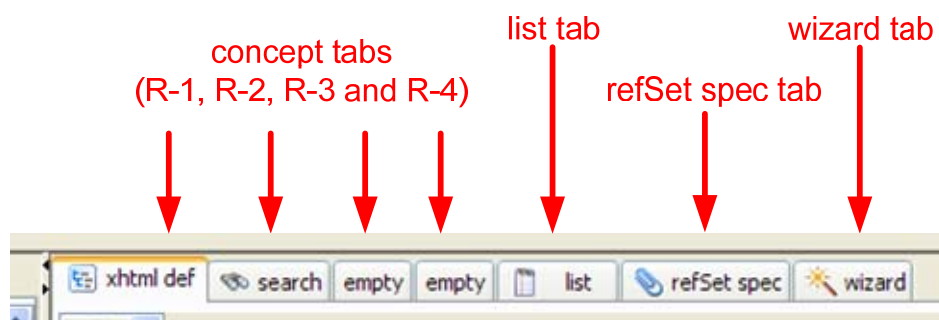 list tab
wizard tab
concept tabs
(R-1, R-2, R-3 and R-4)
refSet spec tab
xhtml def
search
empty
empty
list
refSet spec
wizard